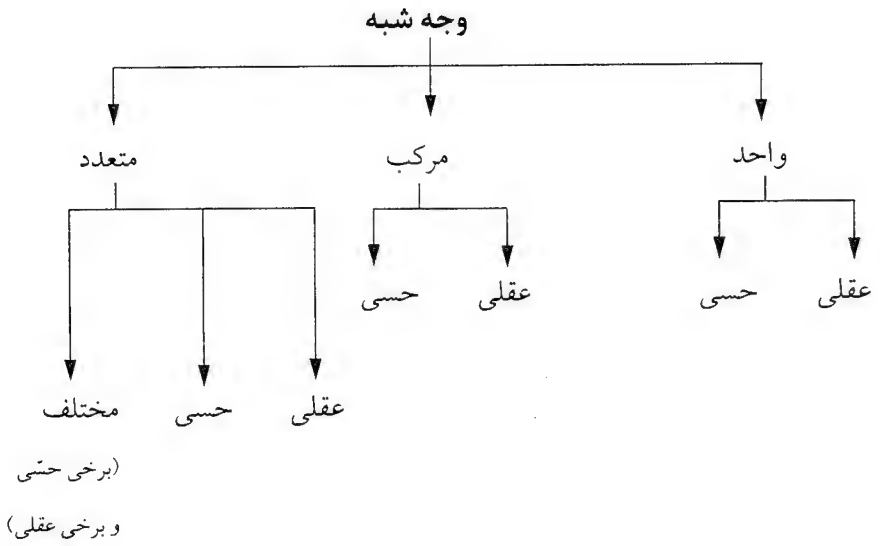 وجه شبه
واحد مرکب متعدد
عقلی حسی عقلی حسی
عقلی حسی مختلف
(برخی حسّی
و برخی عقلی)